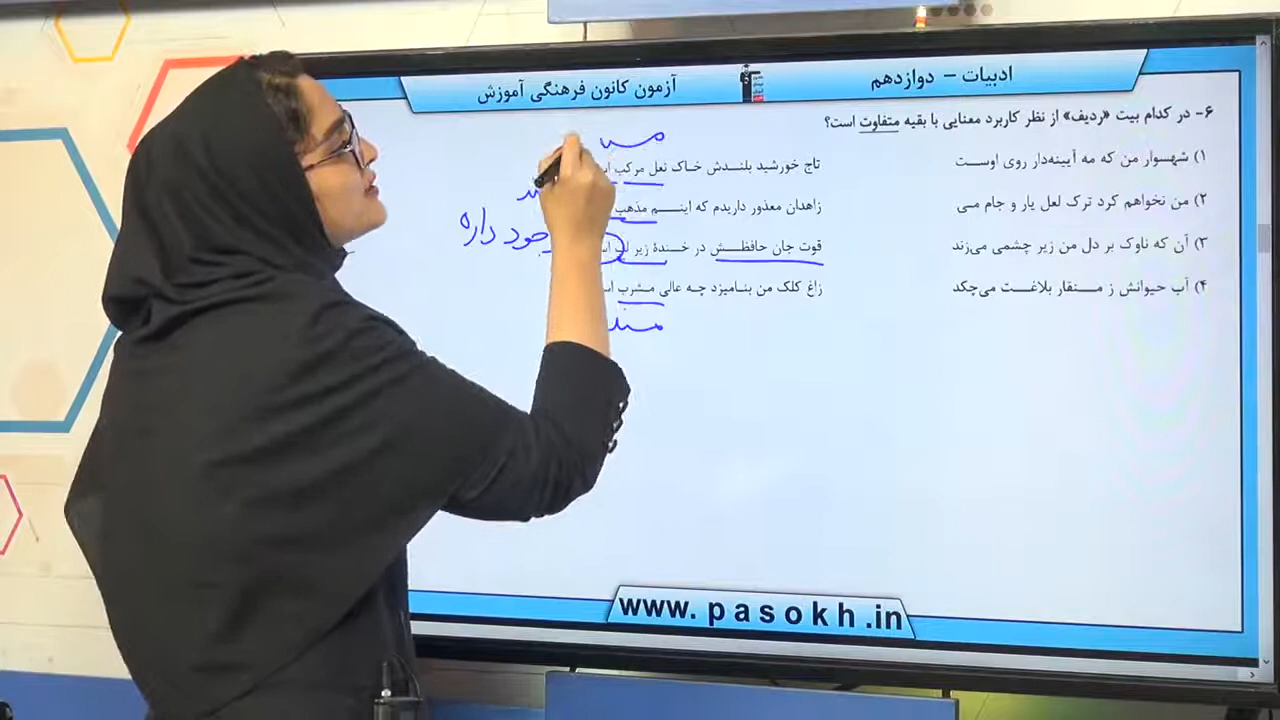 ادبیات - دوازدهم
آزمون کانون فرهنگی آموزش
۶- در کدام بیت «ردیف» از نظر کاربرد معنایی با بقیه متفاوت است؟
۱) شهسوار من که مه آیینه‌دار روی اوست تاج خورشید بلندش خاک نعل مرکب
۲) من نخواهم کرد ترک لعل یار و جام می زاهدان معذور داریدم که اینم مذهب
۳) آن که ناوک بر دل من زیر چشمی می‌زند قوت جان حافظش در خندهٔ زیر لب
۴) آب حیوانش ز منقار بلاغت می‌چکد زاغ کلک من بنامیزد چه عالی مشرب
داره
www.pasokh.in